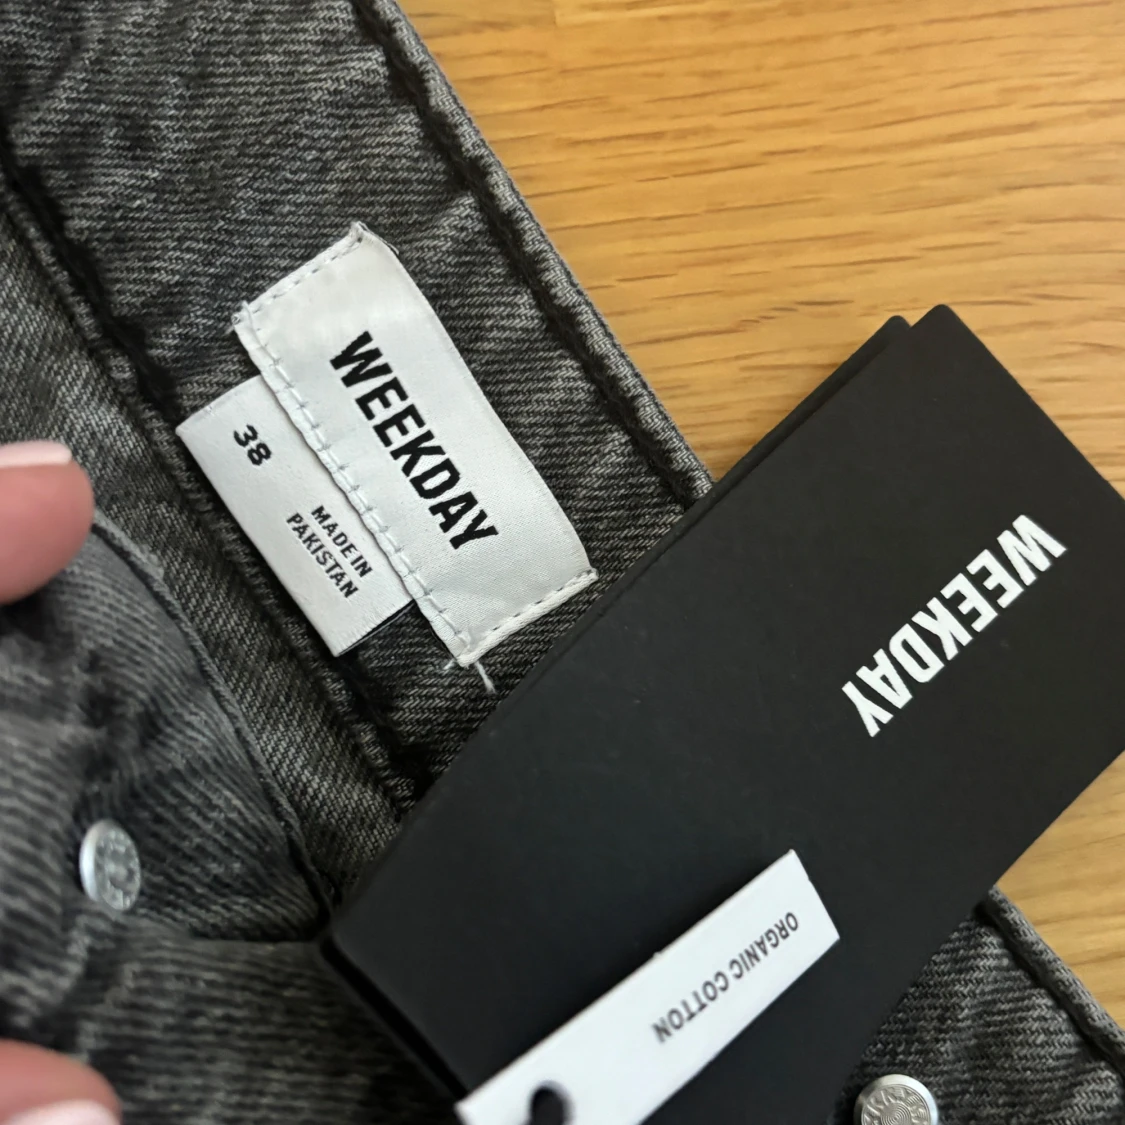 WEEKDAY
38
MADE IN
PAKISTAN
WEEKDAY
ORGANIC COTTON